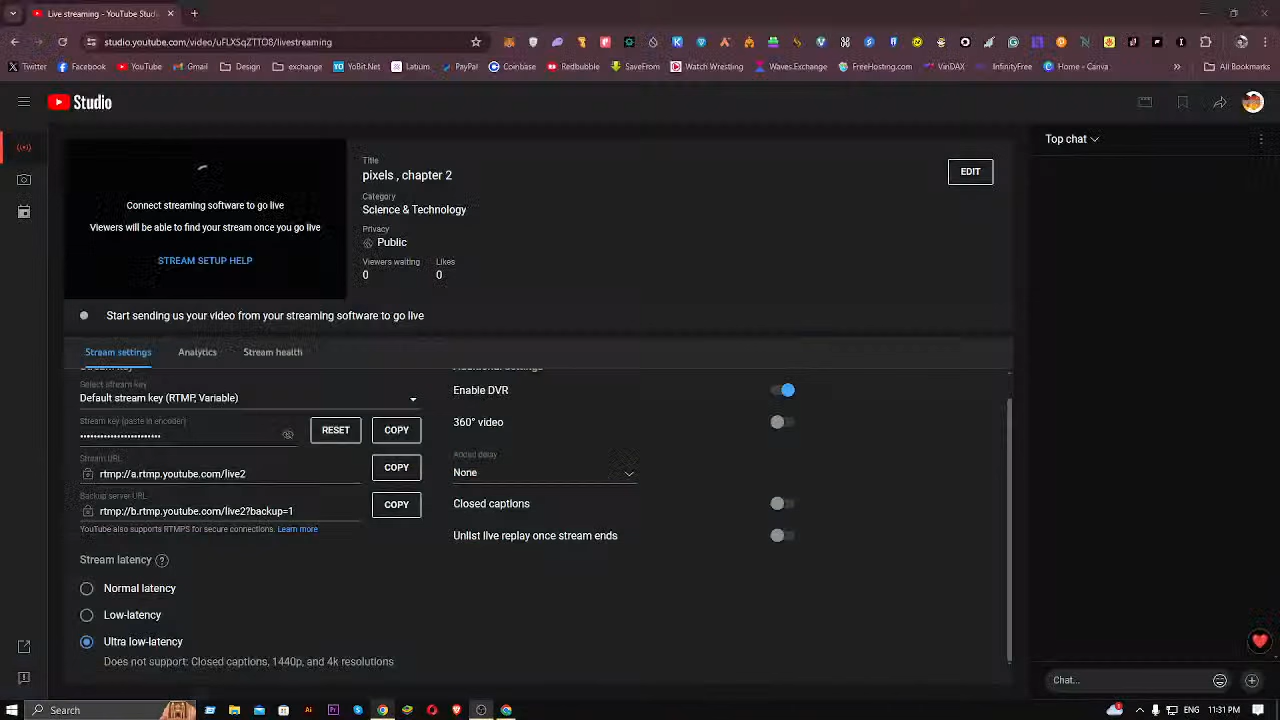 Live streaming - YouTube Studi
studio.youtube.com/video/uFLXSqZTTO8/livestreaming
Twitter
Facebook
YouTube
Gmail
Design
exchange
YoBit.Net
Latium
PayPal
Coinbase
Redbubble
SaveFrom
Watch Wrestling
Waves.Exchange
FreeHosting.com
VinDAX
InfinityFree
Home - Canva
»
All Bookmarks
Studio
Connect streaming software to go live
Viewers will be able to find your stream once you go live
STREAM SETUP HELP
Title
pixels , chapter 2
EDIT
Category
Science & Technology
Privacy
Public
Viewers waiting
Likes
0
0
Top chat
Start sending us your video from your streaming software to go live
Stream settings
Analytics
Stream health
Select stream key
Default stream key (RTMP, Variable)
Stream key (paste in encoder)
••••••••••••••••••••••••
RESET
COPY
Stream URL
rtmp://a.rtmp.youtube.com/live2
COPY
Backup server URL
rtmp://b.rtmp.youtube.com/live2?backup=1
COPY
YouTube also supports RTMPS for secure connections. Learn more
Stream latency
Normal latency
Low-latency
Ultra low-latency
Does not support: Closed captions, 1440p, and 4k resolutions
Enable DVR
360° video
Added delay
None
Closed captions
Unlist live replay once stream ends
Chat...
Search
ENG
11:31 PM